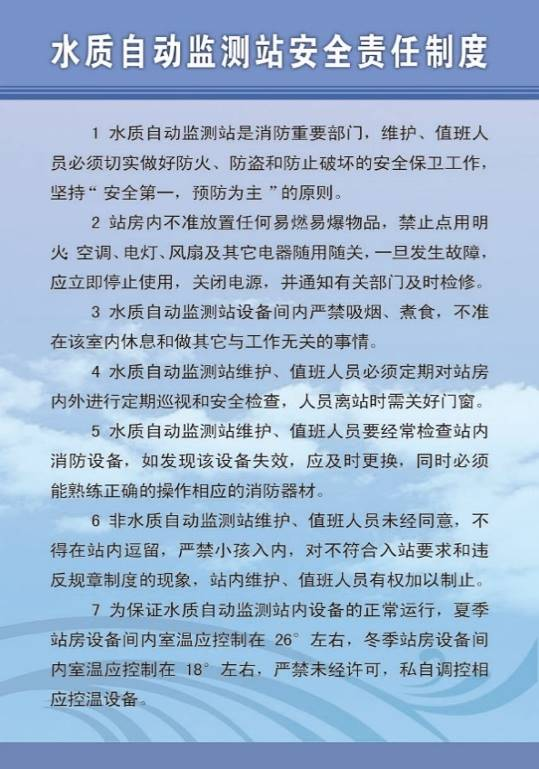 水质自动监测站安全责任制度
1 水质自动监测站是消防重要部门，维护、值班人
员必须切实做好防火、防盗和防止破坏的安全保卫工作，
坚持“安全第一，预防为主”的原则。
2 站房内不准放置任何易燃易爆物品，禁止点用明
火; 空调、电灯、风扇及其它电器随用随关，一旦发生故障，
应立即停止使用，关闭电源，并通知有关部门及时检修。
3 水质自动监测站设备间内严禁吸烟、煮食，不准
在该室内休息和做其它与工作无关的事情。
4 水质自动监测站维护、值班人员必须定期对站房
内外进行定期巡视和安全检查，人员离站时需关好门窗。
5 水质自动监测站维护、值班人员要经常检查站内
消防设备，如发现该设备失效，应及时更换，同时必须
能熟练正确的操作相应的消防器材。
6 非水质自动监测站维护、值班人员未经同意，不
得在站内逗留，严禁小孩入内，对不符合入站要求和违
反规章制度的现象，站内维护、值班人员有权加以制止。
7 为保证水质自动监测站内设备的正常运行，夏季
站房设备间内室温应控制在 26° 左右，冬季站房设备间
内室温应控制在 18° 左右，严禁未经许可，私自调控相
应控温设备。